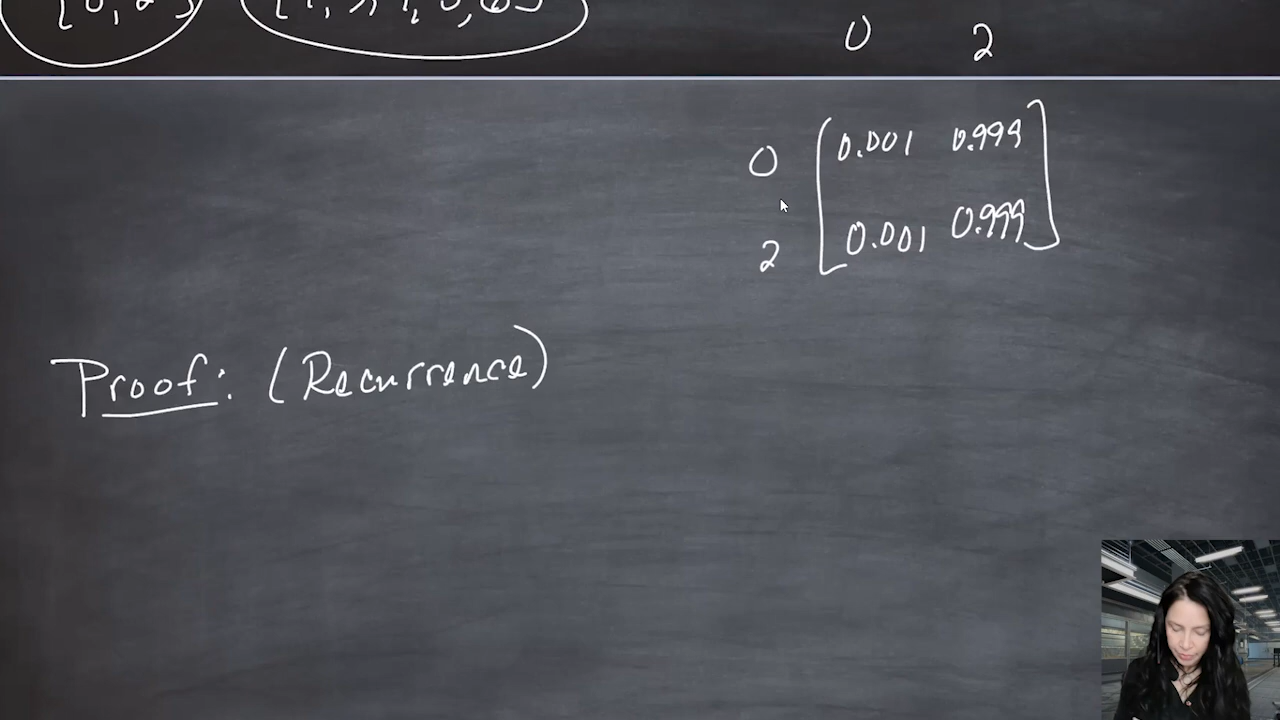 0 2
0 0.001 0.999
2 0.001 0.999
Proof: (Recurrence)